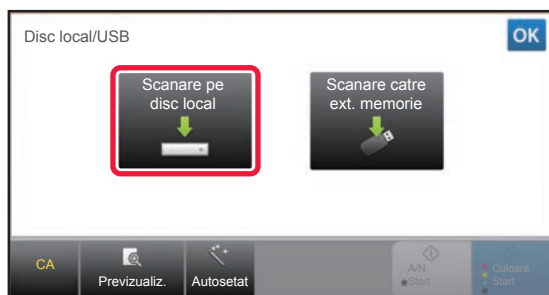 Disc local/USB
OK
Scanare pe
disc local
Scanare catre
ext. memorie
CA
Previzualiz.
Autosetat
A/N
Start
Culoare
Start